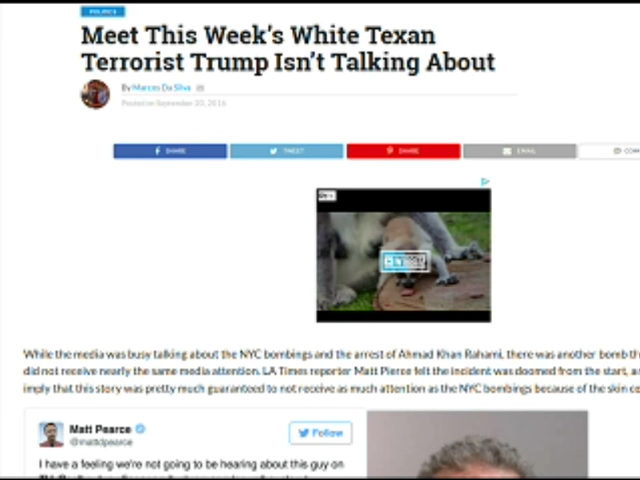 POLITICS
Meet This Week's White Texan
Terrorist Trump Isn't Talking About
By Marcos Da Silva
Posted on September 20, 2016
SHARE TWEET SHARE EMAIL COM
While the media was busy talking about the NYC bombings and the arrest of Ahmad Khan Rahami, there was another bomb th
did not receive nearly the same media attention. LA Times reporter Matt Pierce felt the incident was doomed from the start, a
imply that this story was pretty much guaranteed to not receive as much attention as the NYC bombings because of the skin co
Matt Pearce
@mattdpearce
Follow
I have a feeling we're not going to be hearing about this guy on